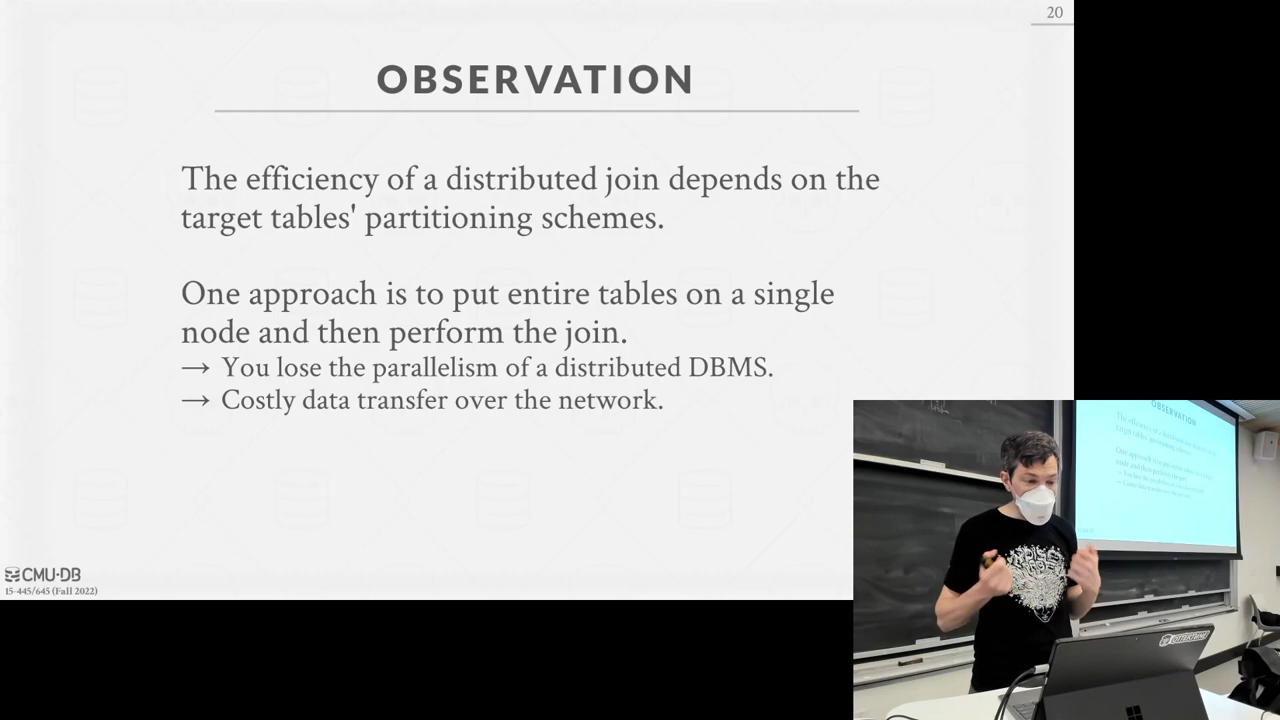 20
OBSERVATION
The efficiency of a distributed join depends on the
target tables' partitioning schemes.
One approach is to put entire tables on a single
node and then perform the join.
→ You lose the parallelism of a distributed DBMS.
→ Costly data transfer over the network.
CMU·DB
15-445/645 (Fall 2022)
OBSERVATION